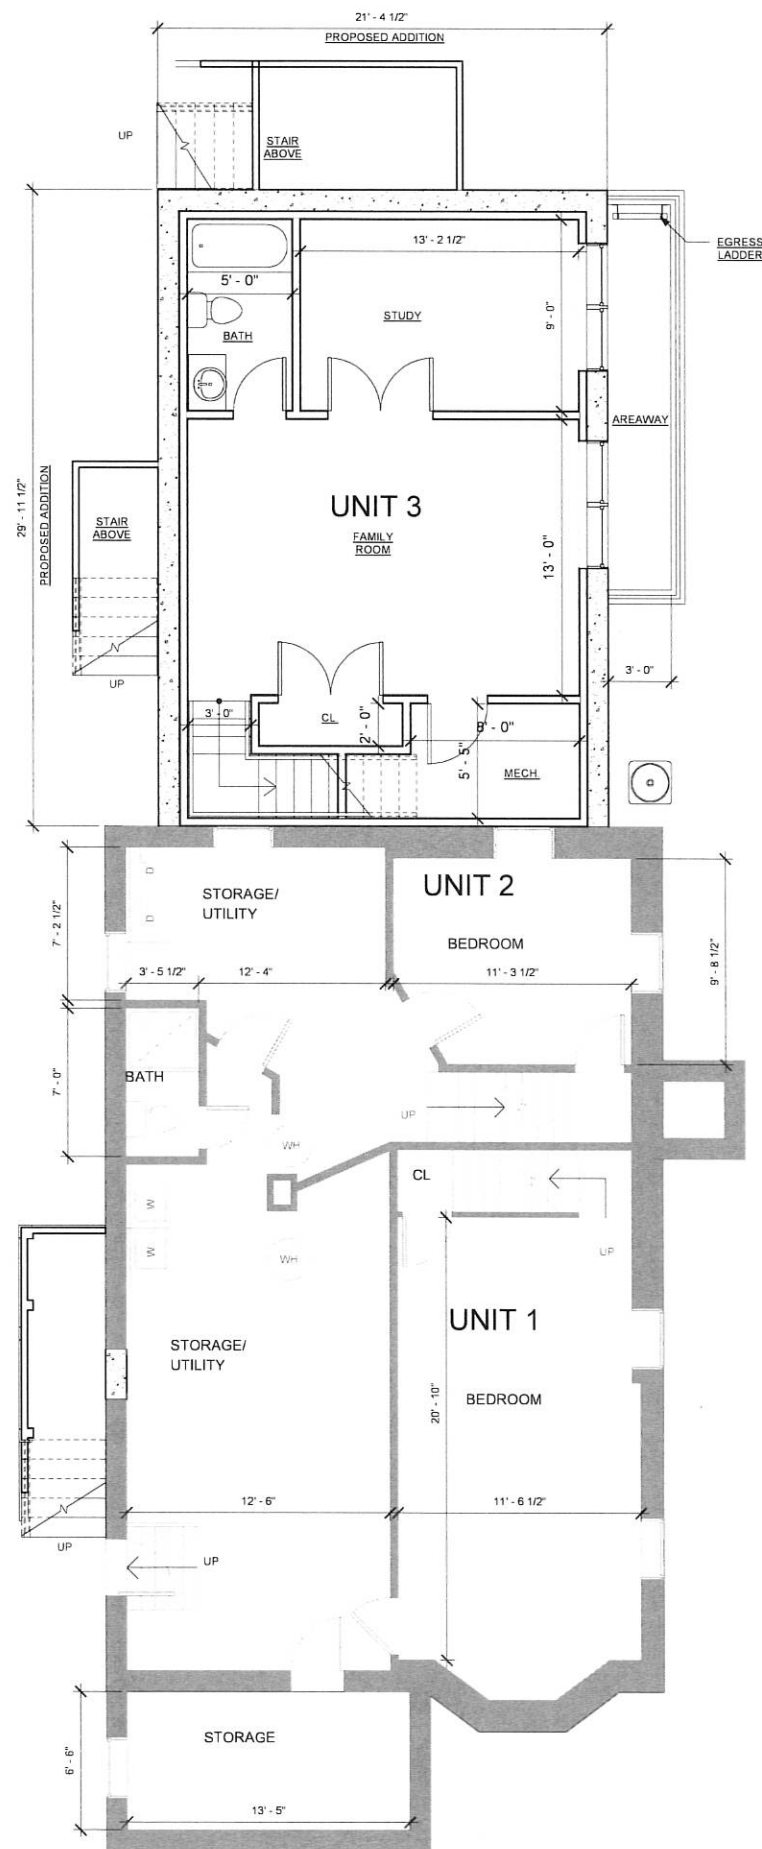 21' - 4 1/2"
PROPOSED ADDITION
UP
STAIR
ABOVE
EGRESS
LADDER
13' - 2 1/2"
5' - 0"
9' - 0"
STUDY
BATH
AREAWAY
UNIT 3
FAMILY
ROOM
29' - 11 1/2"
PROPOSED ADDITION
STAIR
ABOVE
13' - 0"
UP
3' - 0"
3' - 0"
CL
2' - 0"
8' - 0"
5' - 5"
MECH.
UNIT 2
STORAGE/
UTILITY
D
D
BEDROOM
7' - 2 1/2"
3' - 5 1/2"
12' - 4"
11' - 3 1/2"
9' - 8 1/2"
BATH
7' - 0"
UP
WH
CL
W
W
WH
UP
UNIT 1
STORAGE/
UTILITY
BEDROOM
20' - 10"
12' - 6"
11' - 6 1/2"
UP
UP
STORAGE
6' - 6"
13' - 5"